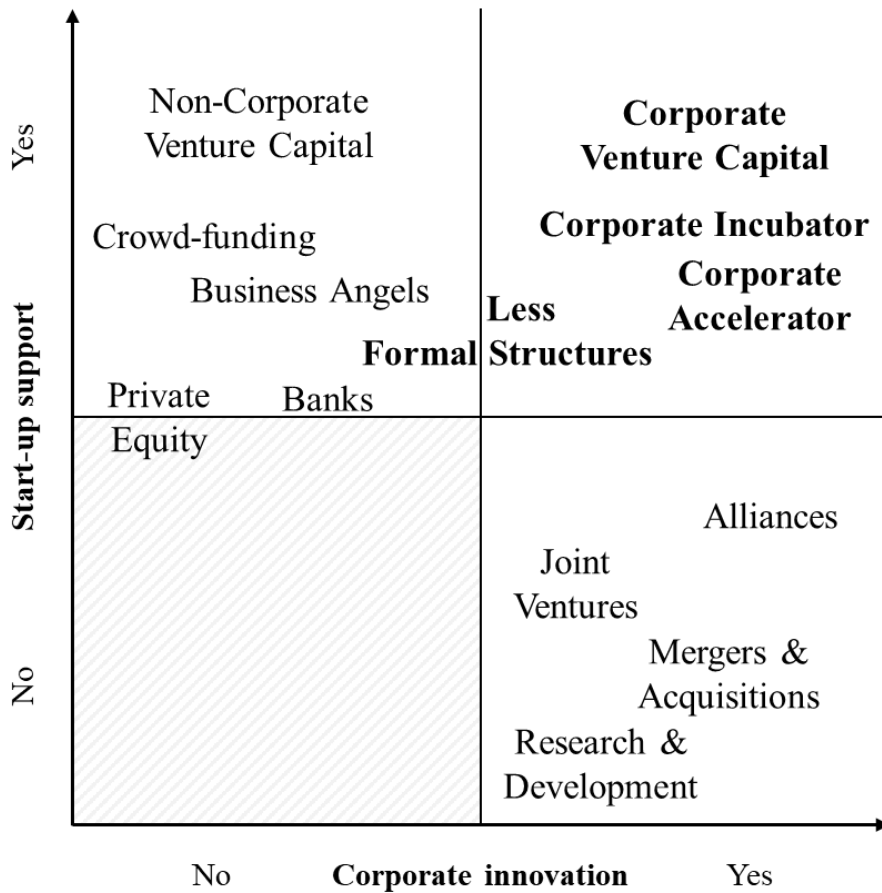 Non-Corporate
Venture Capital
Crowd-funding
Business Angels
Private
Equity
Banks
Corporate
Venture Capital
Corporate Incubator
Corporate
Accelerator
Less
Formal Structures
Alliances
Joint
Ventures
Mergers &
Acquisitions
Research &
Development
Yes
Start-up support
No
No
Corporate innovation
Yes